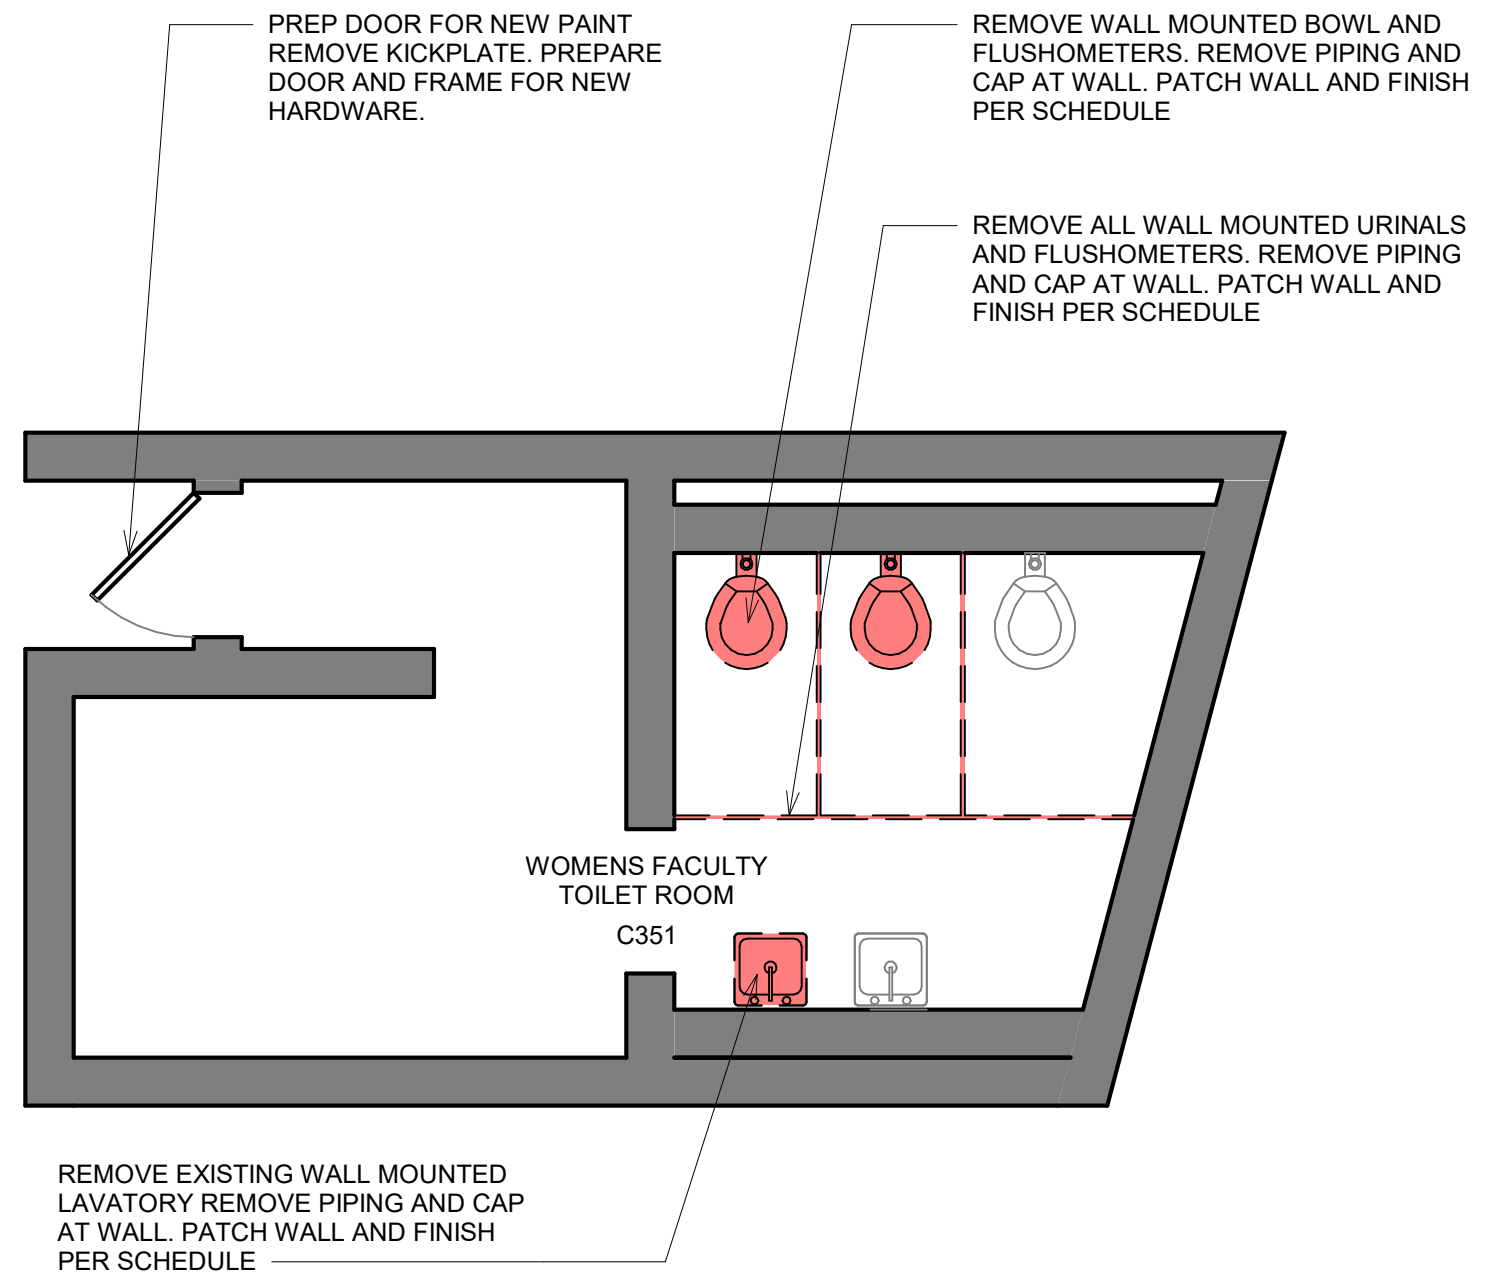 PREP DOOR FOR NEW PAINT
REMOVE KICKPLATE. PREPARE
DOOR AND FRAME FOR NEW
HARDWARE.
REMOVE WALL MOUNTED BOWL AND
FLUSHOMETERS. REMOVE PIPING AND
CAP AT WALL. PATCH WALL AND FINISH
PER SCHEDULE
REMOVE ALL WALL MOUNTED URINALS
AND FLUSHOMETERS. REMOVE PIPING
AND CAP AT WALL. PATCH WALL AND
FINISH PER SCHEDULE
WOMENS FACULTY
TOILET ROOM
C351
REMOVE EXISTING WALL MOUNTED
LAVATORY REMOVE PIPING AND CAP
AT WALL. PATCH WALL AND FINISH
PER SCHEDULE